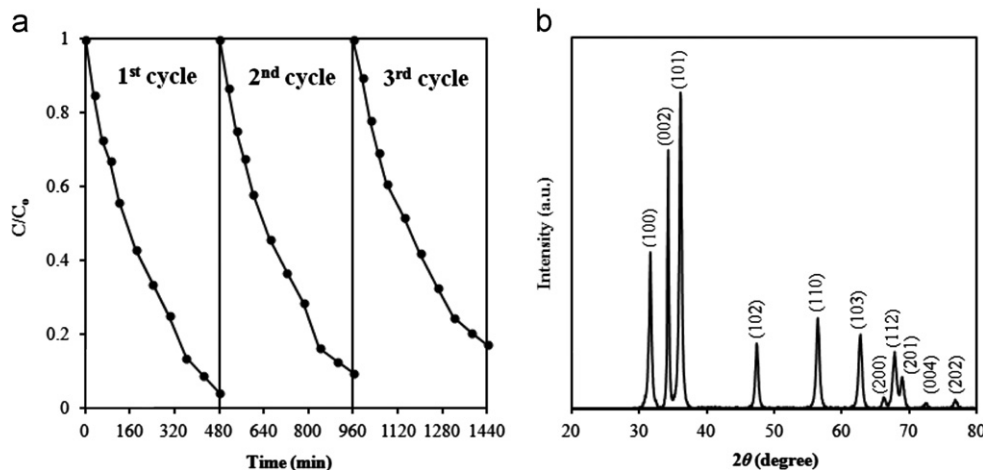 a
1
0.8
0.6
0.4
0.2
0
C/Co
1st cycle
2nd cycle
3rd cycle
0 160 320 480 640 800 960 1120 1280 1440
Time (min)
b
Intensity (a.u.)
(100)
(002)
(101)
(102)
(110)
(103)
(200)
(112)
(201)
(004)
(202)
20 30 40 50 60 70 80
2θ (degree)